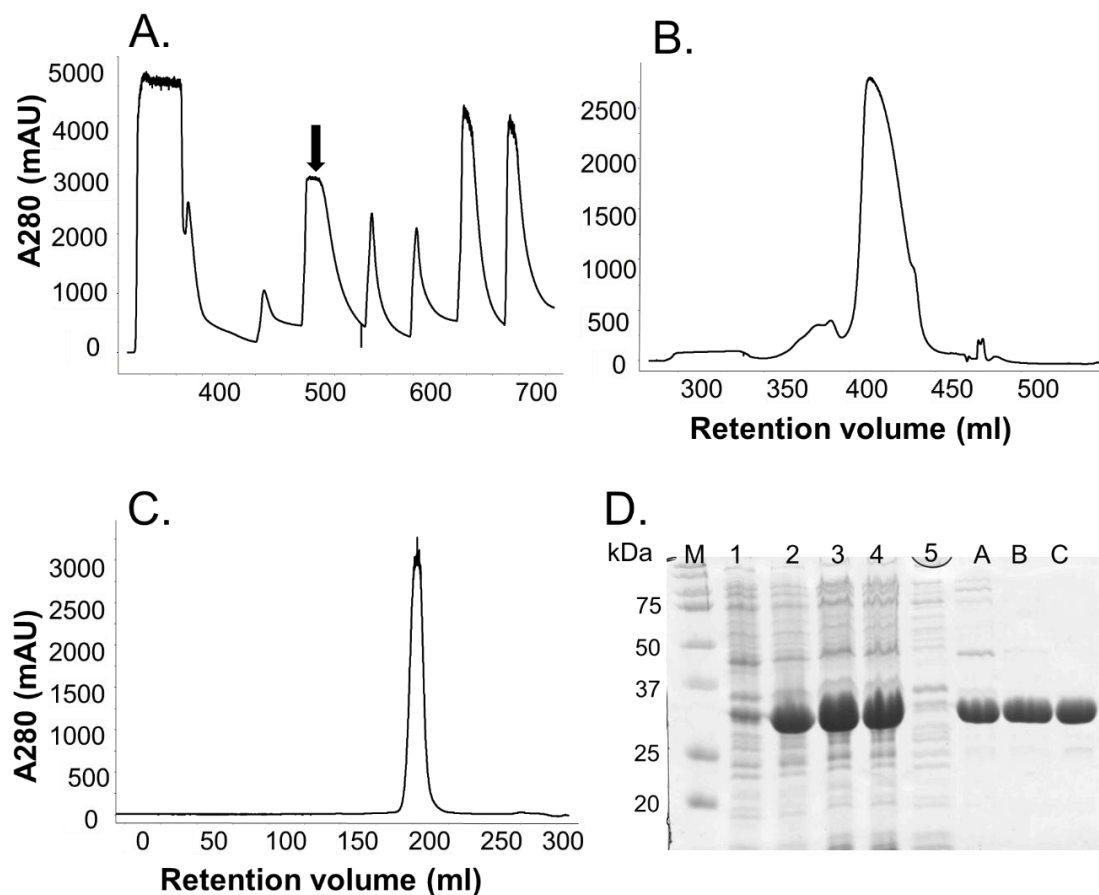 A.
A280 (mAU)
5000
4000
3000
2000
1000
0
400 500 600 700
B.
2500
2000
1500
1000
500
0
300 350 400 450 500
Retention volume (ml)
C.
A280 (mAU)
3000
2500
2000
1500
1000
500
0
0 50 100 150 200 250 300
Retention volume (ml)
D.
kDa M 1 2 3 4 5 A B C
75
50
37
25
20